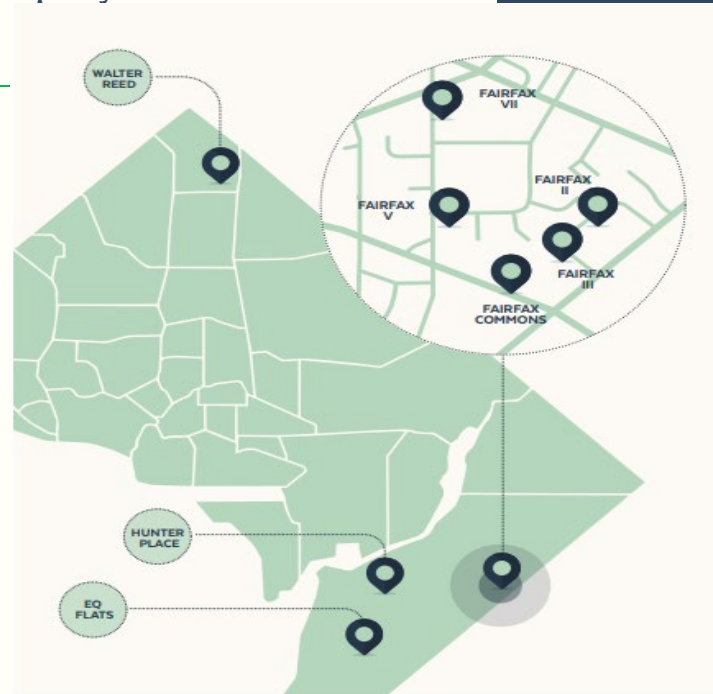 WALTER
REED
FAIRFAX
VII
FAIRFAX
II
FAIRFAX
V
FAIRFAX
III
FAIRFAX
COMMONS
HUNTER
PLACE
EQ
FLATS